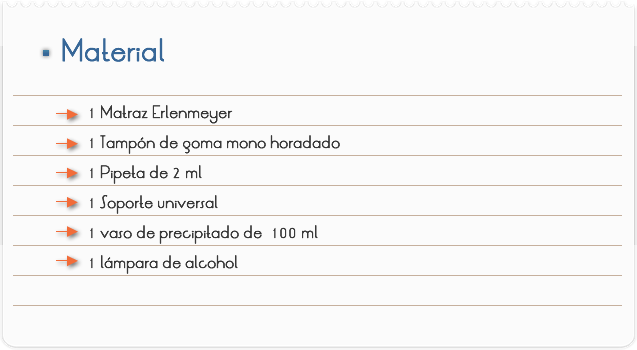 Material
1 Matraz Erlenmeyer
1 Tampón de goma mono horadado
1 Pipeta de 2 ml
1 Soporte universal
1 vaso de precipitado de 100 ml
1 lámpara de alcohol